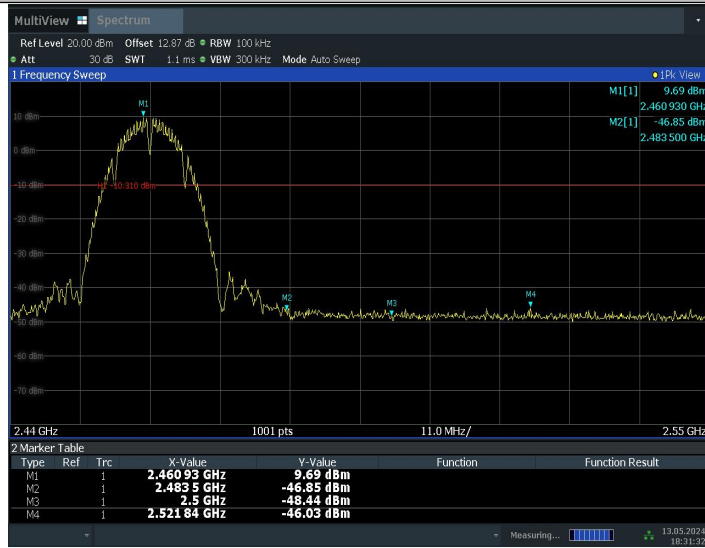 MultiView Spectrum
Ref Level 20.00 dBm Offset 12.87 dB RBW 100 kHz
Att 30 dB SWT 1.1 ms VBW 300 kHz Mode Auto Sweep
1 Frequency Sweep 1Pk View
M1[1] 9.69 dBm
2.460 930 GHz
M2[1] -46.85 dBm
2.483 500 GHz
M1
10 dBm
0 dBm
-10 dBm
H1 -10.310 dBm
-20 dBm
-30 dBm
-40 dBm
M2 M3 M4
-50 dBm
-60 dBm
-70 dBm
2.44 GHz 1001 pts 11.0 MHz/ 2.55 GHz
2 Marker Table
Type Ref Trc X-Value Y-Value Function Function Result
M1 1 2.460 93 GHz 9.69 dBm
M2 1 2.483 5 GHz -46.85 dBm
M3 1 2.5 GHz -48.44 dBm
M4 1 2.521 84 GHz -46.03 dBm
Measuring... 13.05.2024
18:31:32